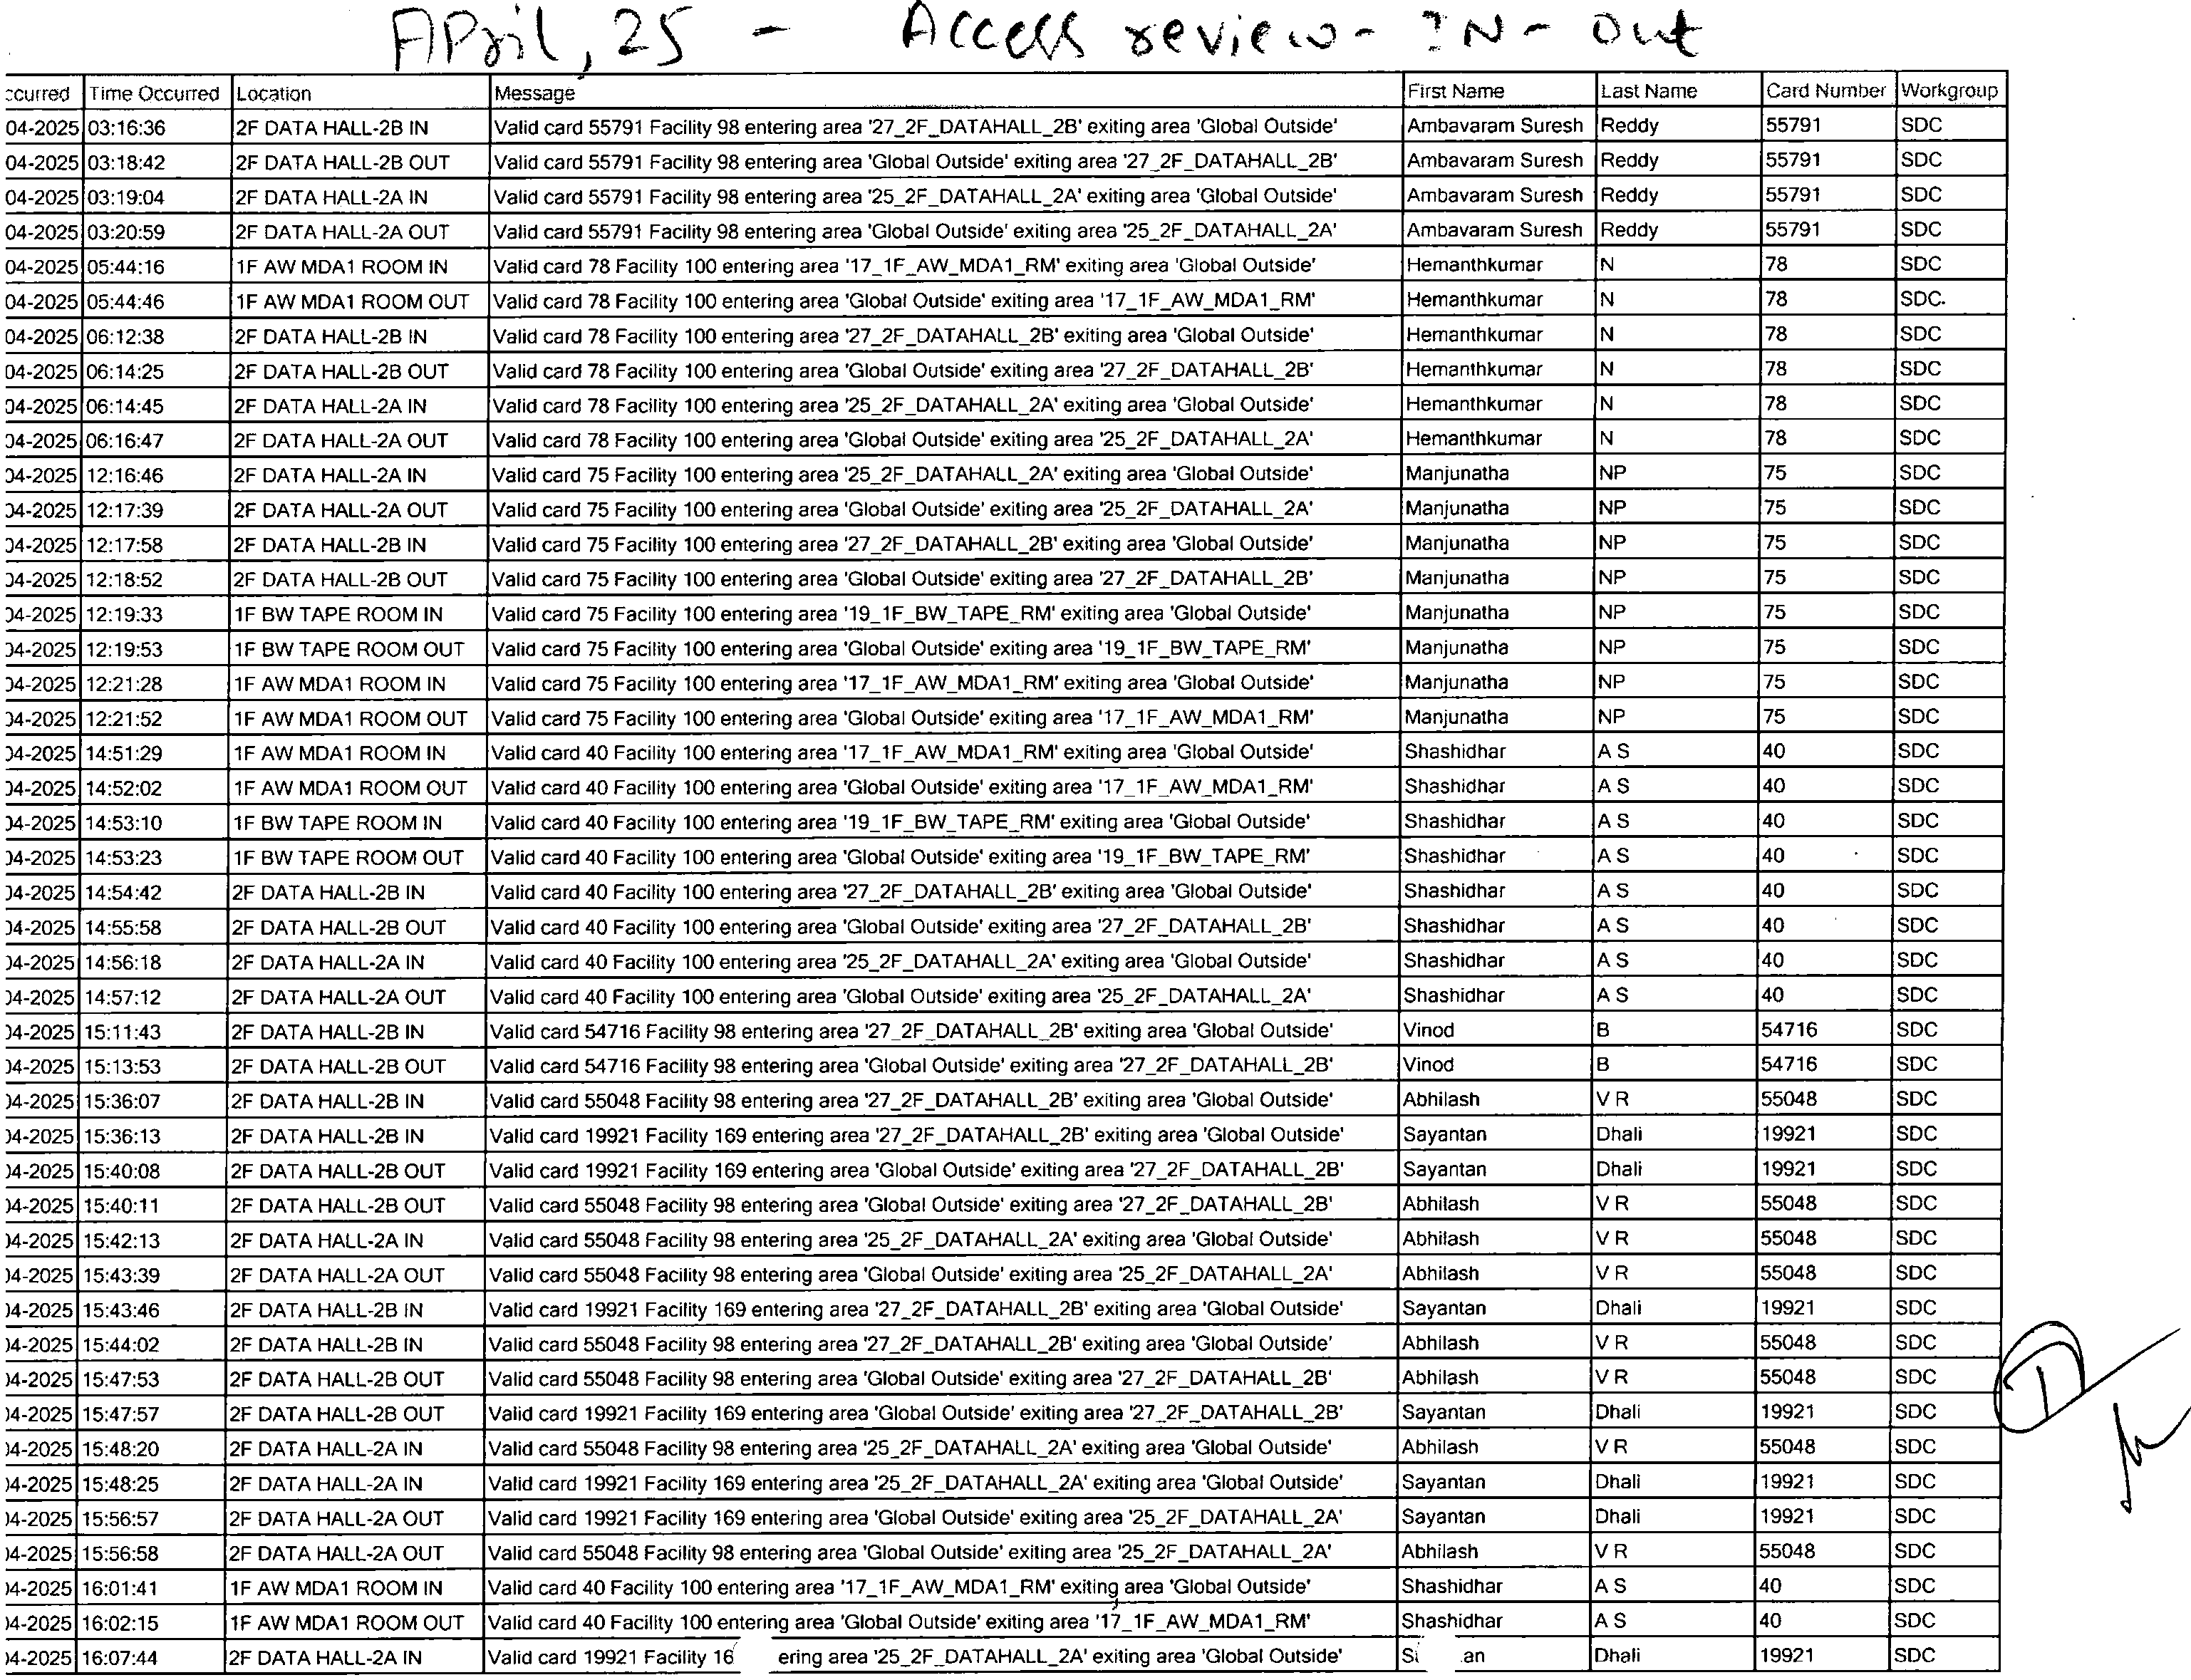 April, 25 - Access review - IN - Out
ccurred Time Occurred Location Message First Name Last Name Card Number Workgroup
04-2025 03:16:36 2F DATA HALL-2B IN Valid card 55791 Facility 98 entering area '27_2F_DATAHALL_2B' exiting area 'Global Outside' Ambavaram Suresh Reddy 55791 SDC
04-2025 03:18:42 2F DATA HALL-2B OUT Valid card 55791 Facility 98 entering area 'Global Outside' exiting area '27_2F_DATAHALL_2B' Ambavaram Suresh Reddy 55791 SDC
04-2025 03:19:04 2F DATA HALL-2A IN Valid card 55791 Facility 98 entering area '25_2F_DATAHALL_2A' exiting area 'Global Outside' Ambavaram Suresh Reddy 55791 SDC
04-2025 03:20:59 2F DATA HALL-2A OUT Valid card 55791 Facility 98 entering area 'Global Outside' exiting area '25_2F_DATAHALL_2A' Ambavaram Suresh Reddy 55791 SDC
04-2025 05:44:16 1F AW MDA1 ROOM IN Valid card 78 Facility 100 entering area '17_1F_AW_MDA1_RM' exiting area 'Global Outside' Hemanthkumar N 78 SDC
04-2025 05:44:46 1F AW MDA1 ROOM OUT Valid card 78 Facility 100 entering area 'Global Outside' exiting area '17_1F_AW_MDA1_RM' Hemanthkumar N 78 SDC
04-2025 06:12:38 2F DATA HALL-2B IN Valid card 78 Facility 100 entering area '27_2F_DATAHALL_2B' exiting area 'Global Outside' Hemanthkumar N 78 SDC
04-2025 06:14:25 2F DATA HALL-2B OUT Valid card 78 Facility 100 entering area 'Global Outside' exiting area '27_2F_DATAHALL_2B' Hemanthkumar N 78 SDC
04-2025 06:14:45 2F DATA HALL-2A IN Valid card 78 Facility 100 entering area '25_2F_DATAHALL_2A' exiting area 'Global Outside' Hemanthkumar N 78 SDC
04-2025 06:16:47 2F DATA HALL-2A OUT Valid card 78 Facility 100 entering area 'Global Outside' exiting area '25_2F_DATAHALL_2A' Hemanthkumar N 78 SDC
04-2025 12:16:46 2F DATA HALL-2A IN Valid card 75 Facility 100 entering area '25_2F_DATAHALL_2A' exiting area 'Global Outside' Manjunatha NP 75 SDC
04-2025 12:17:39 2F DATA HALL-2A OUT Valid card 75 Facility 100 entering area 'Global Outside' exiting area '25_2F_DATAHALL_2A' Manjunatha NP 75 SDC
04-2025 12:17:58 2F DATA HALL-2B IN Valid card 75 Facility 100 entering area '27_2F_DATAHALL_2B' exiting area 'Global Outside' Manjunatha NP 75 SDC
04-2025 12:18:52 2F DATA HALL-2B OUT Valid card 75 Facility 100 entering area 'Global Outside' exiting area '27_2F_DATAHALL_2B' Manjunatha NP 75 SDC
04-2025 12:19:33 1F BW TAPE ROOM IN Valid card 75 Facility 100 entering area '19_1F_BW_TAPE_RM' exiting area 'Global Outside' Manjunatha NP 75 SDC
04-2025 12:19:53 1F BW TAPE ROOM OUT Valid card 75 Facility 100 entering area 'Global Outside' exiting area '19_1F_BW_TAPE_RM' Manjunatha NP 75 SDC
04-2025 12:21:28 1F AW MDA1 ROOM IN Valid card 75 Facility 100 entering area '17_1F_AW_MDA1_RM' exiting area 'Global Outside' Manjunatha NP 75 SDC
04-2025 12:21:52 1F AW MDA1 ROOM OUT Valid card 75 Facility 100 entering area 'Global Outside' exiting area '17_1F_AW_MDA1_RM' Manjunatha NP 75 SDC
04-2025 14:51:29 1F AW MDA1 ROOM IN Valid card 40 Facility 100 entering area '17_1F_AW_MDA1_RM' exiting area 'Global Outside' Shashidhar A S 40 SDC
04-2025 14:52:02 1F AW MDA1 ROOM OUT Valid card 40 Facility 100 entering area 'Global Outside' exiting area '17_1F_AW_MDA1_RM' Shashidhar A S 40 SDC
04-2025 14:53:10 1F BW TAPE ROOM IN Valid card 40 Facility 100 entering area '19_1F_BW_TAPE_RM' exiting area 'Global Outside' Shashidhar A S 40 SDC
04-2025 14:53:23 1F BW TAPE ROOM OUT Valid card 40 Facility 100 entering area 'Global Outside' exiting area '19_1F_BW_TAPE_RM' Shashidhar A S 40 SDC
04-2025 14:54:42 2F DATA HALL-2B IN Valid card 40 Facility 100 entering area '27_2F_DATAHALL_2B' exiting area 'Global Outside' Shashidhar A S 40 SDC
04-2025 14:55:58 2F DATA HALL-2B OUT Valid card 40 Facility 100 entering area 'Global Outside' exiting area '27_2F_DATAHALL_2B' Shashidhar A S 40 SDC
04-2025 14:56:18 2F DATA HALL-2A IN Valid card 40 Facility 100 entering area '25_2F_DATAHALL_2A' exiting area 'Global Outside' Shashidhar A S 40 SDC
04-2025 14:57:12 2F DATA HALL-2A OUT Valid card 40 Facility 100 entering area 'Global Outside' exiting area '25_2F_DATAHALL_2A' Shashidhar A S 40 SDC
04-2025 15:11:43 2F DATA HALL-2B IN Valid card 54716 Facility 98 entering area '27_2F_DATAHALL_2B' exiting area 'Global Outside' Vinod B 54716 SDC
04-2025 15:13:53 2F DATA HALL-2B OUT Valid card 54716 Facility 98 entering area 'Global Outside' exiting area '27_2F_DATAHALL_2B' Vinod B 54716 SDC
04-2025 15:36:07 2F DATA HALL-2B IN Valid card 55048 Facility 98 entering area '27_2F_DATAHALL_2B' exiting area 'Global Outside' Abhilash V R 55048 SDC
04-2025 15:36:13 2F DATA HALL-2B IN Valid card 19921 Facility 169 entering area '27_2F_DATAHALL_2B' exiting area 'Global Outside' Sayantan Dhali 19921 SDC
04-2025 15:40:08 2F DATA HALL-2B OUT Valid card 19921 Facility 169 entering area 'Global Outside' exiting area '27_2F_DATAHALL_2B' Sayantan Dhali 19921 SDC
04-2025 15:40:11 2F DATA HALL-2B OUT Valid card 55048 Facility 98 entering area 'Global Outside' exiting area '27_2F_DATAHALL_2B' Abhilash V R 55048 SDC
04-2025 15:42:13 2F DATA HALL-2A IN Valid card 55048 Facility 98 entering area '25_2F_DATAHALL_2A' exiting area 'Global Outside' Abhilash V R 55048 SDC
04-2025 15:43:39 2F DATA HALL-2A OUT Valid card 55048 Facility 98 entering area 'Global Outside' exiting area '25_2F_DATAHALL_2A' Abhilash V R 55048 SDC
04-2025 15:43:46 2F DATA HALL-2B IN Valid card 19921 Facility 169 entering area '27_2F_DATAHALL_2B' exiting area 'Global Outside' Sayantan Dhali 19921 SDC
04-2025 15:44:02 2F DATA HALL-2B IN Valid card 55048 Facility 98 entering area '27_2F_DATAHALL_2B' exiting area 'Global Outside' Abhilash V R 55048 SDC
04-2025 15:47:53 2F DATA HALL-2B OUT Valid card 55048 Facility 98 entering area 'Global Outside' exiting area '27_2F_DATAHALL_2B' Abhilash V R 55048 SDC
04-2025 15:47:57 2F DATA HALL-2B OUT Valid card 19921 Facility 169 entering area 'Global Outside' exiting area '27_2F_DATAHALL_2B' Sayantan Dhali 19921 SDC
04-2025 15:48:20 2F DATA HALL-2A IN Valid card 55048 Facility 98 entering area '25_2F_DATAHALL_2A' exiting area 'Global Outside' Abhilash V R 55048 SDC
04-2025 15:48:25 2F DATA HALL-2A IN Valid card 19921 Facility 169 entering area '25_2F_DATAHALL_2A' exiting area 'Global Outside' Sayantan Dhali 19921 SDC
04-2025 15:56:57 2F DATA HALL-2A OUT Valid card 19921 Facility 169 entering area 'Global Outside' exiting area '25_2F_DATAHALL_2A' Sayantan Dhali 19921 SDC
04-2025 15:56:58 2F DATA HALL-2A OUT Valid card 55048 Facility 98 entering area 'Global Outside' exiting area '25_2F_DATAHALL_2A' Abhilash V R 55048 SDC
04-2025 16:01:41 1F AW MDA1 ROOM IN Valid card 40 Facility 100 entering area '17_1F_AW_MDA1_RM' exiting area 'Global Outside' Shashidhar A S 40 SDC
04-2025 16:02:15 1F AW MDA1 ROOM OUT Valid card 40 Facility 100 entering area 'Global Outside' exiting area '17_1F_AW_MDA1_RM' Shashidhar A S 40 SDC
04-2025 16:07:44 2F DATA HALL-2A IN Valid card 19921 Facility 16 ering area '25_2F_DATAHALL_2A' exiting area 'Global Outside' an Dhali 19921 SDC